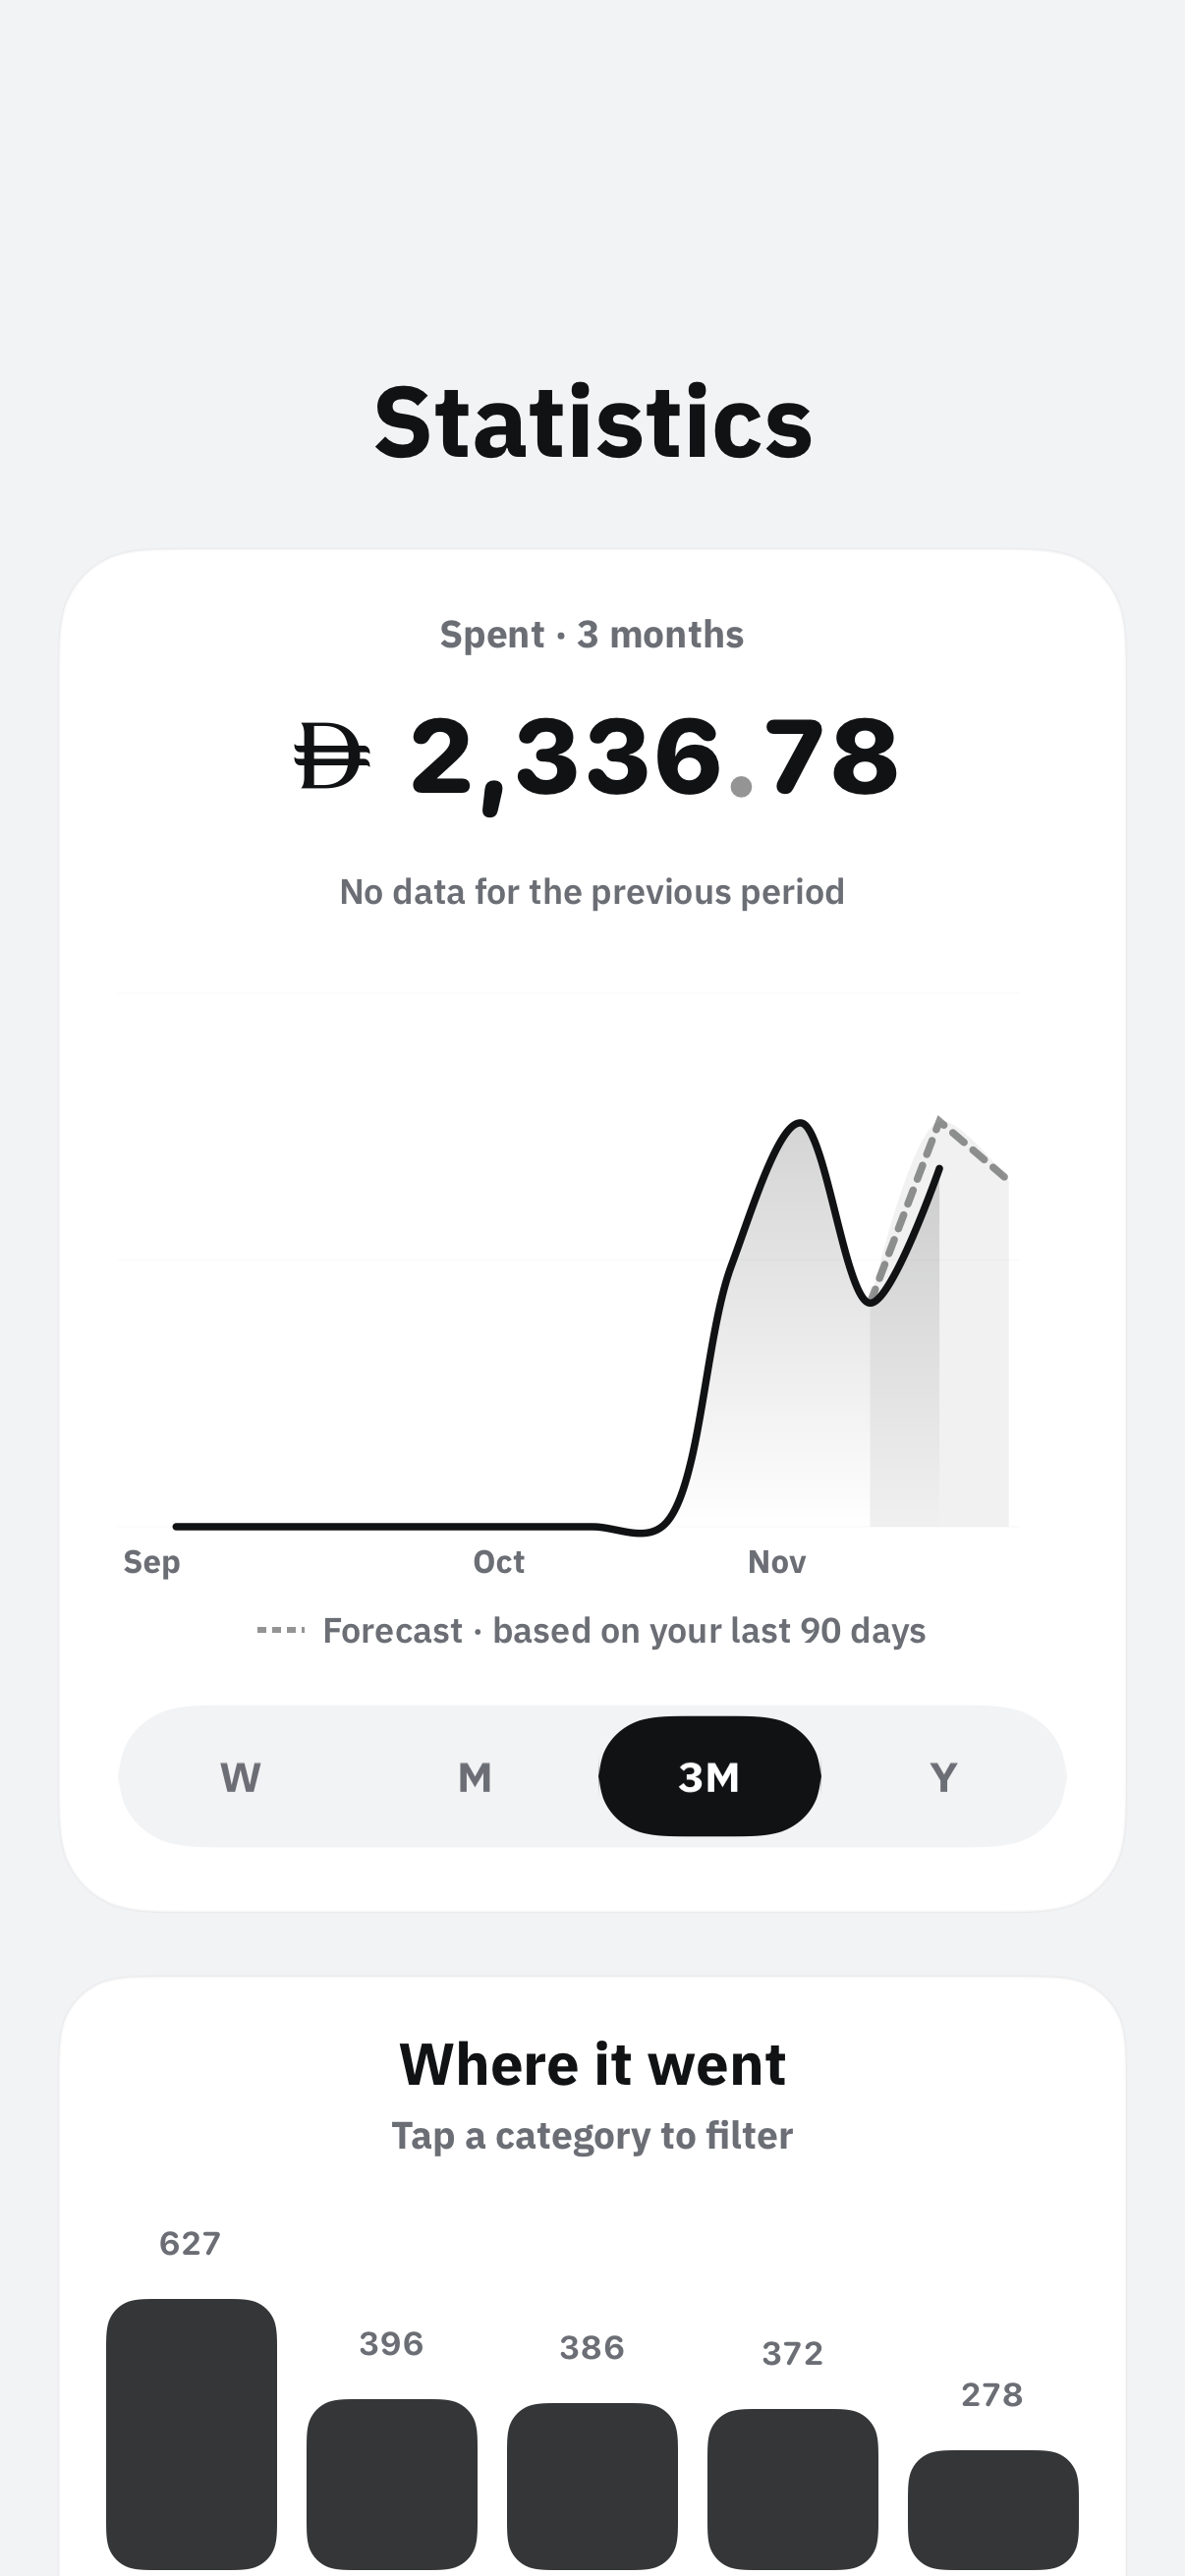 Statistics
Spent · 3 months
 2,336.78
No data for the previous period
Sep Oct Nov
Forecast · based on your last 90 days
W M 3M Y
Where it went
Tap a category to filter
627
396 386 372
278